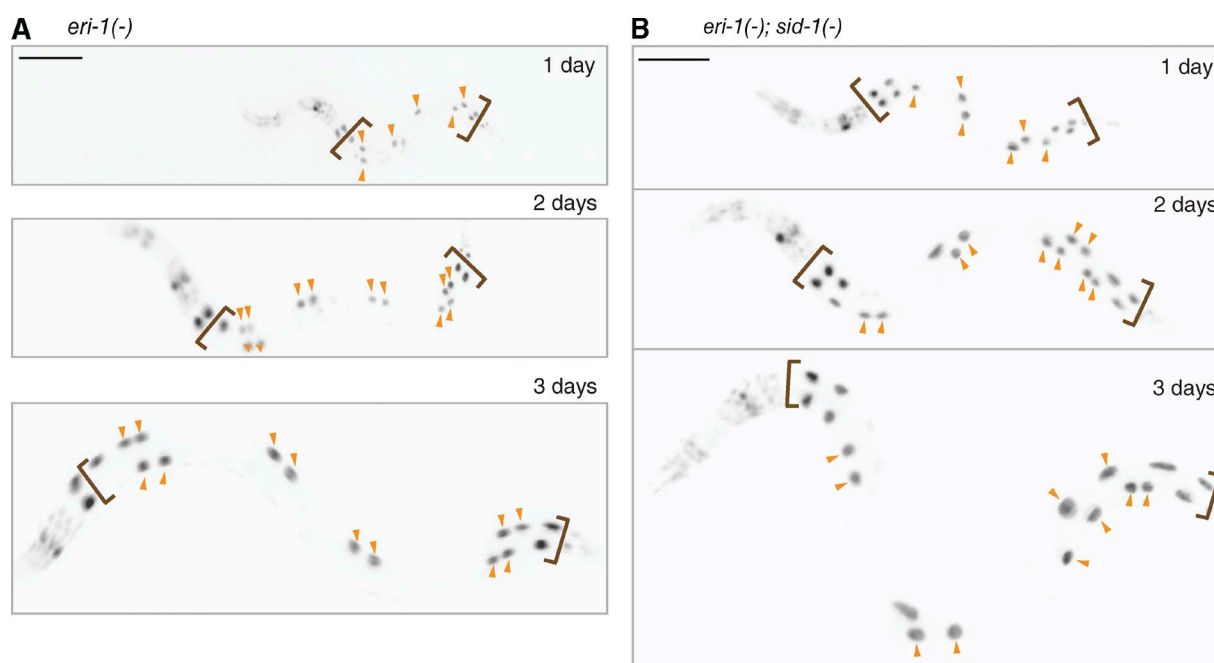 A eri-1(-)
1 day
2 days
3 days
B eri-1(-); sid-1(-)
1 day
2 days
3 days